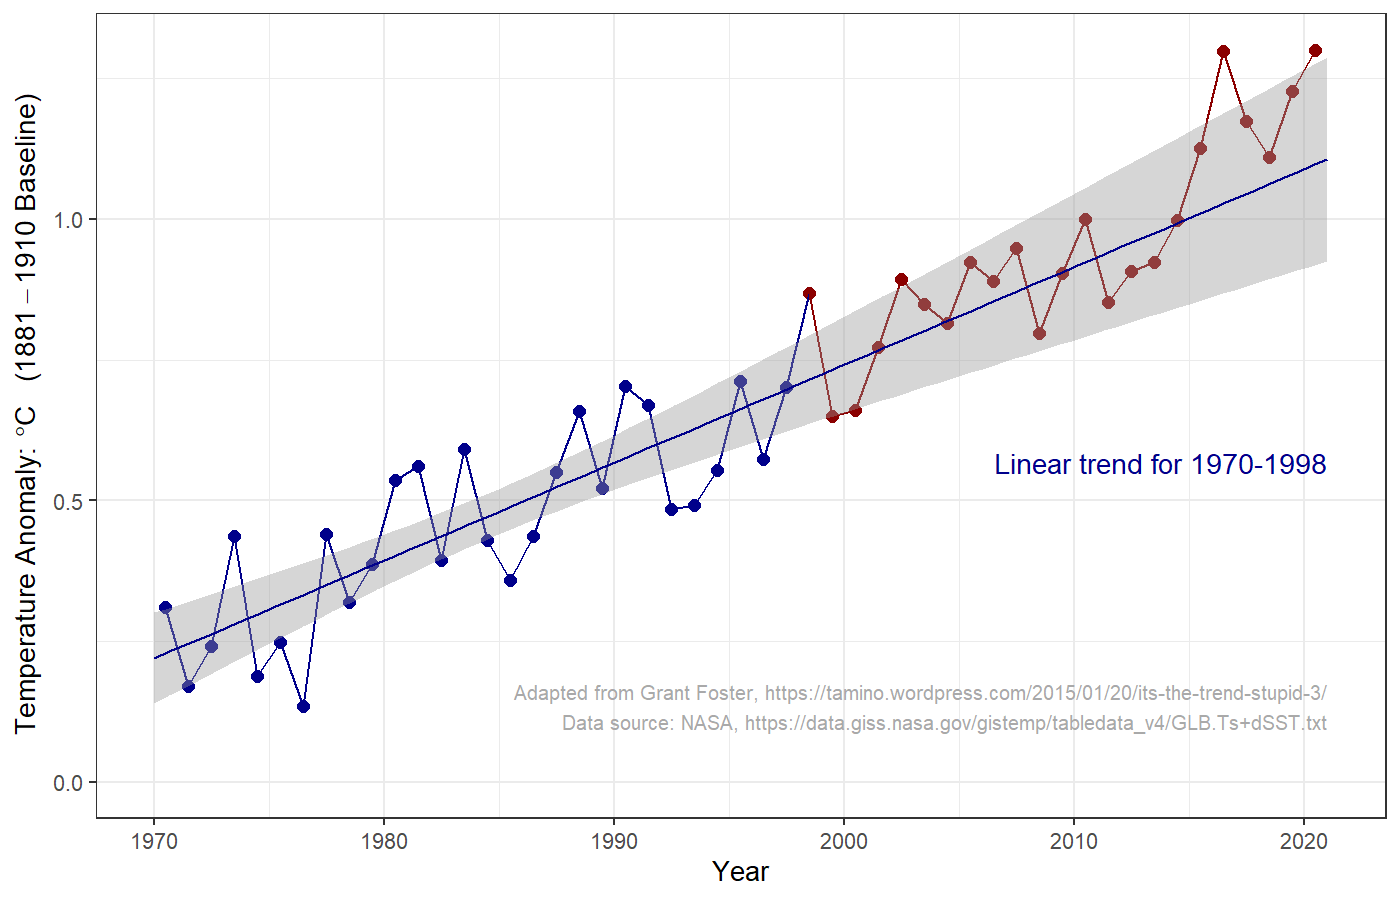 Temperature Anomaly: °C (1881 – 1910 Baseline)
1.0
0.5
0.0
Linear trend for 1970-1998
Adapted from Grant Foster, https://tamino.wordpress.com/2015/01/20/its-the-trend-stupid-3/
Data source: NASA, https://data.giss.nasa.gov/gistemp/tabledata_v4/GLB.Ts+dSST.txt
1970 1980 1990 2000 2010 2020
Year